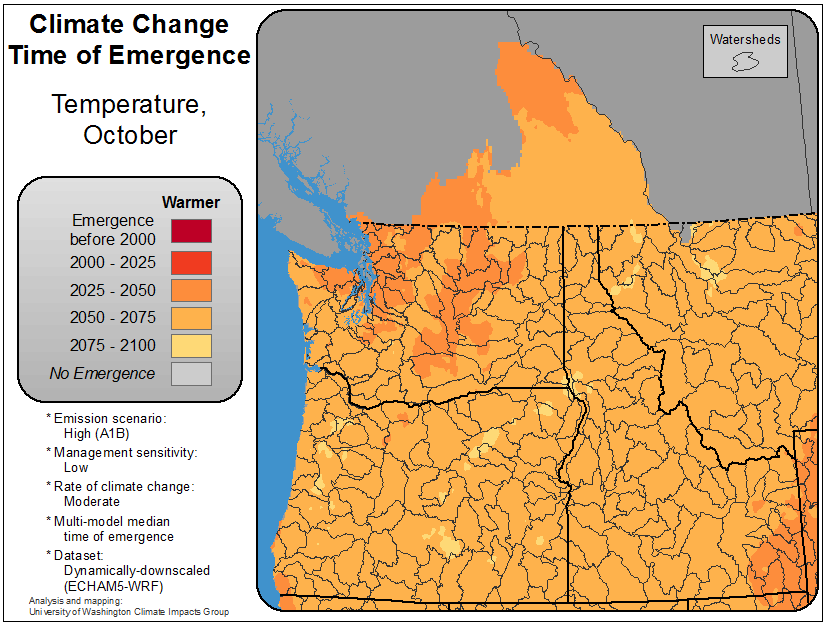 Climate Change
Time of Emergence
Temperature,
October
Warmer
Emergence
before 2000
2000 - 2025
2025 - 2050
2050 - 2075
2075 - 2100
No Emergence
* Emission scenario:
High (A1B)
* Management sensitivity:
Low
* Rate of climate change:
Moderate
* Multi-model median
time of emergence
* Dataset:
Dynamically-downscaled
(ECHAM5-WRF)
Analysis and mapping:
University of Washington Climate Impacts Group
Watersheds